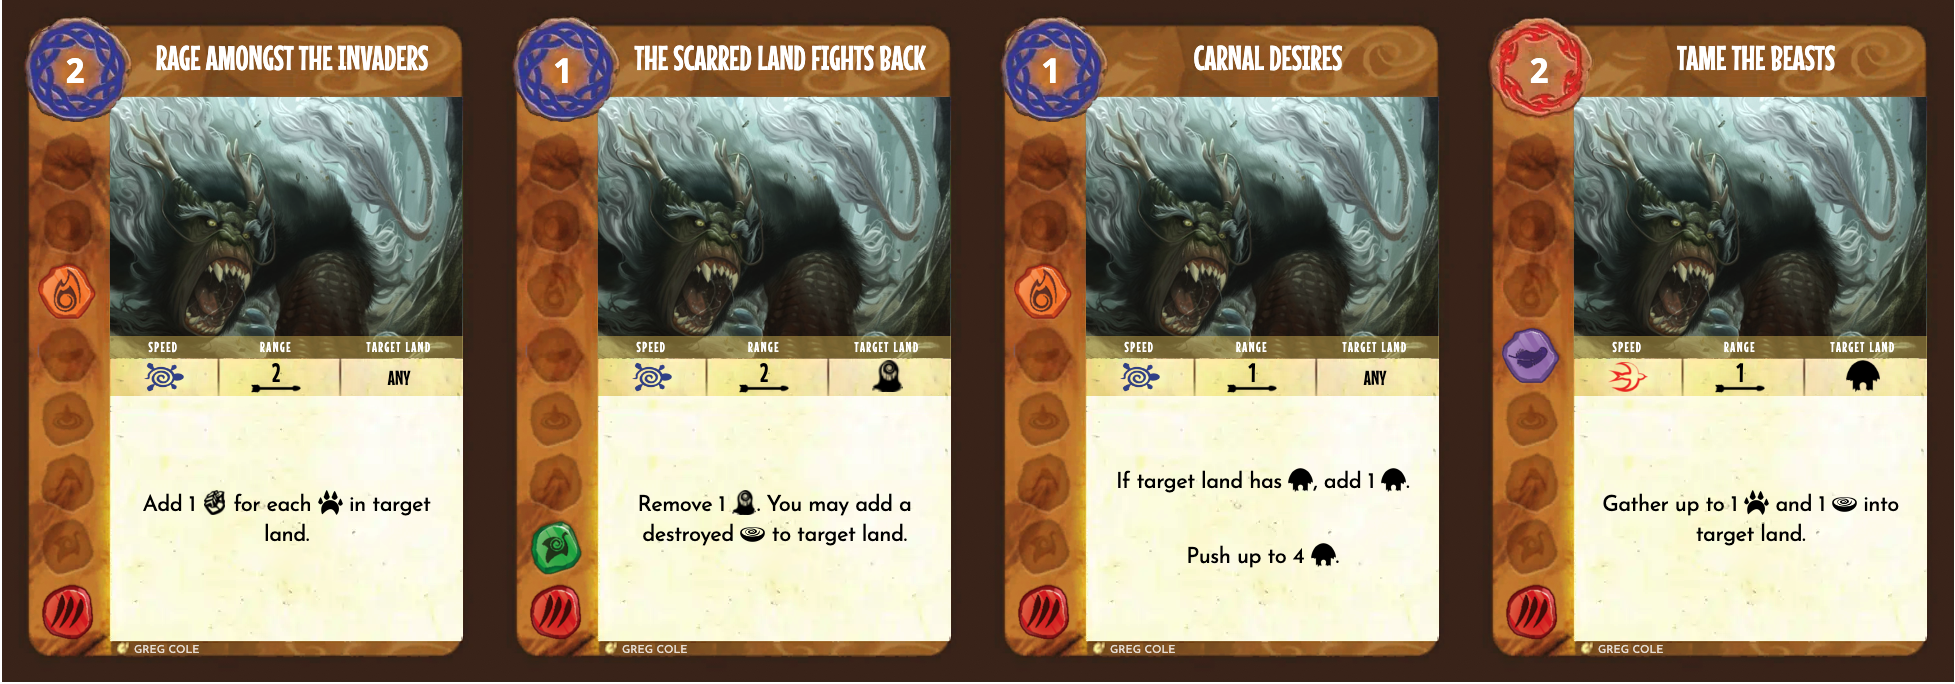 2
RAGE AMONGST THE INVADERS
SPEED RANGE TARGET LAND
2 ANY
Add 1 for each in target
land.
GREG COLE
1
THE SCARRED LAND FIGHTS BACK
SPEED RANGE TARGET LAND
2
Remove 1 . You may add a
destroyed to target land.
GREG COLE
1
CARNAL DESIRES
SPEED RANGE TARGET LAND
1 ANY
If target land has , add 1 .
Push up to 4 .
GREG COLE
2
TAME THE BEASTS
SPEED RANGE TARGET LAND
1
Gather up to 1 and 1 into
target land.
GREG COLE